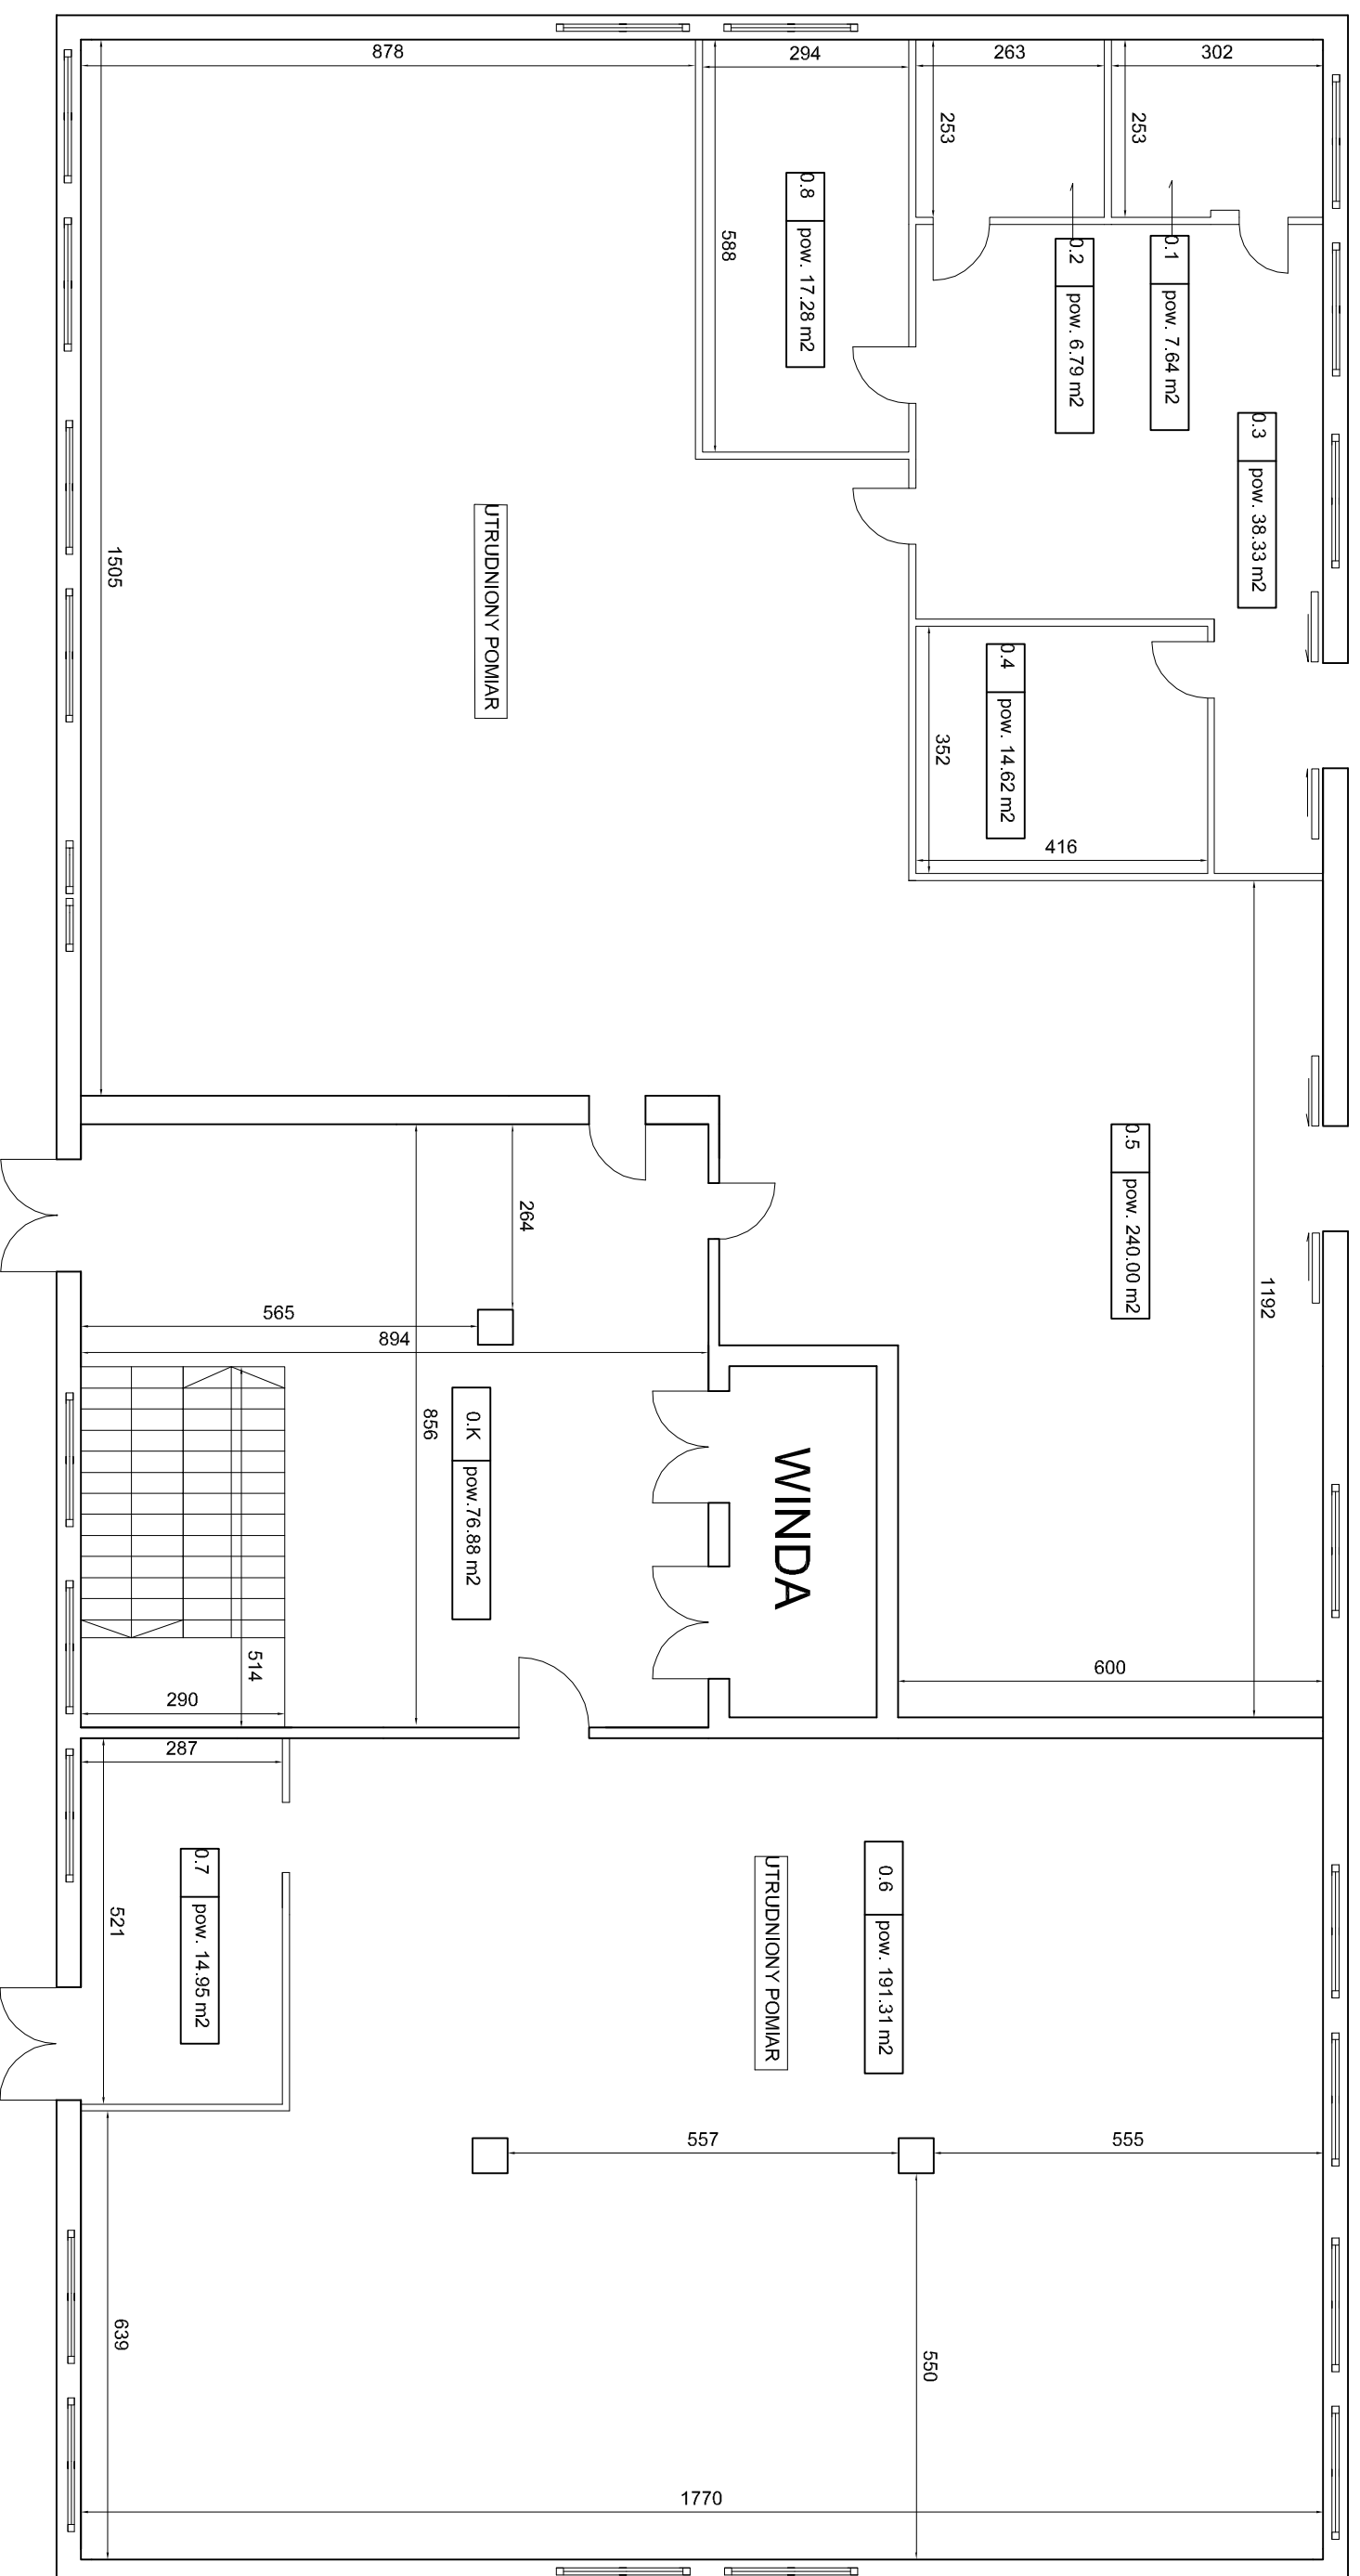 878
294
263
302
253
253
0.8 pow. 17.28 m2
588
0.2 pow. 6.79 m2
0.1 pow. 7.64 m2
0.3 pow. 38.33 m2
UTRUDNIONY POMIAR
1505
0.4 pow. 14.62 m2
352
416
0.5 pow. 240.00 m2
1192
264
565
894
856
0.K pow.76.88 m2
WINDA
514
290
600
287
521
0.7 pow. 14.95 m2
UTRUDNIONY POMIAR
0.6 pow. 191.31 m2
557
555
639
550
1770